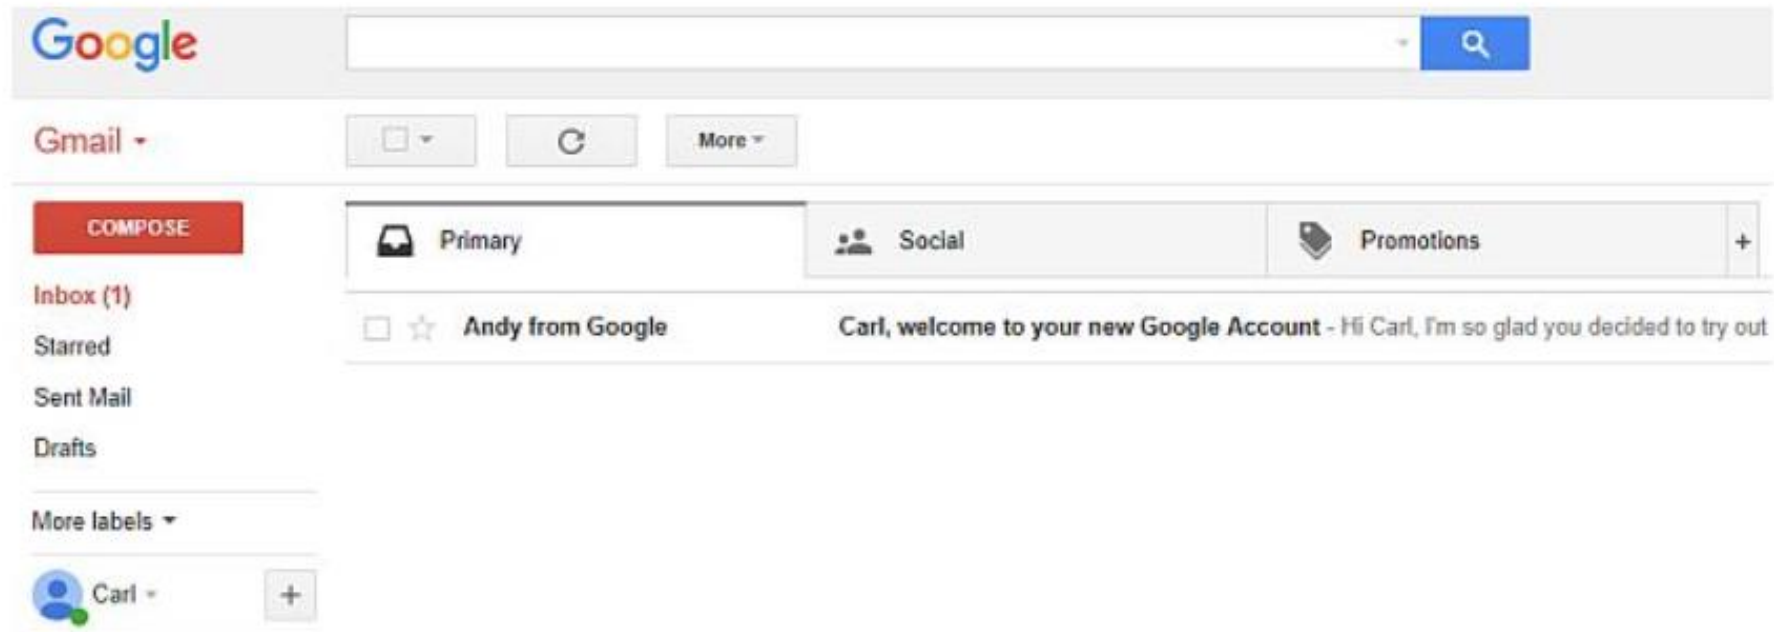 Google
Gmail
More
COMPOSE
Primary
Social
Promotions
+
Inbox (1)
Andy from Google
Carl, welcome to your new Google Account - Hi Carl, I'm so glad you decided to try out
Starred
Sent Mail
Drafts
More labels
Carl
+